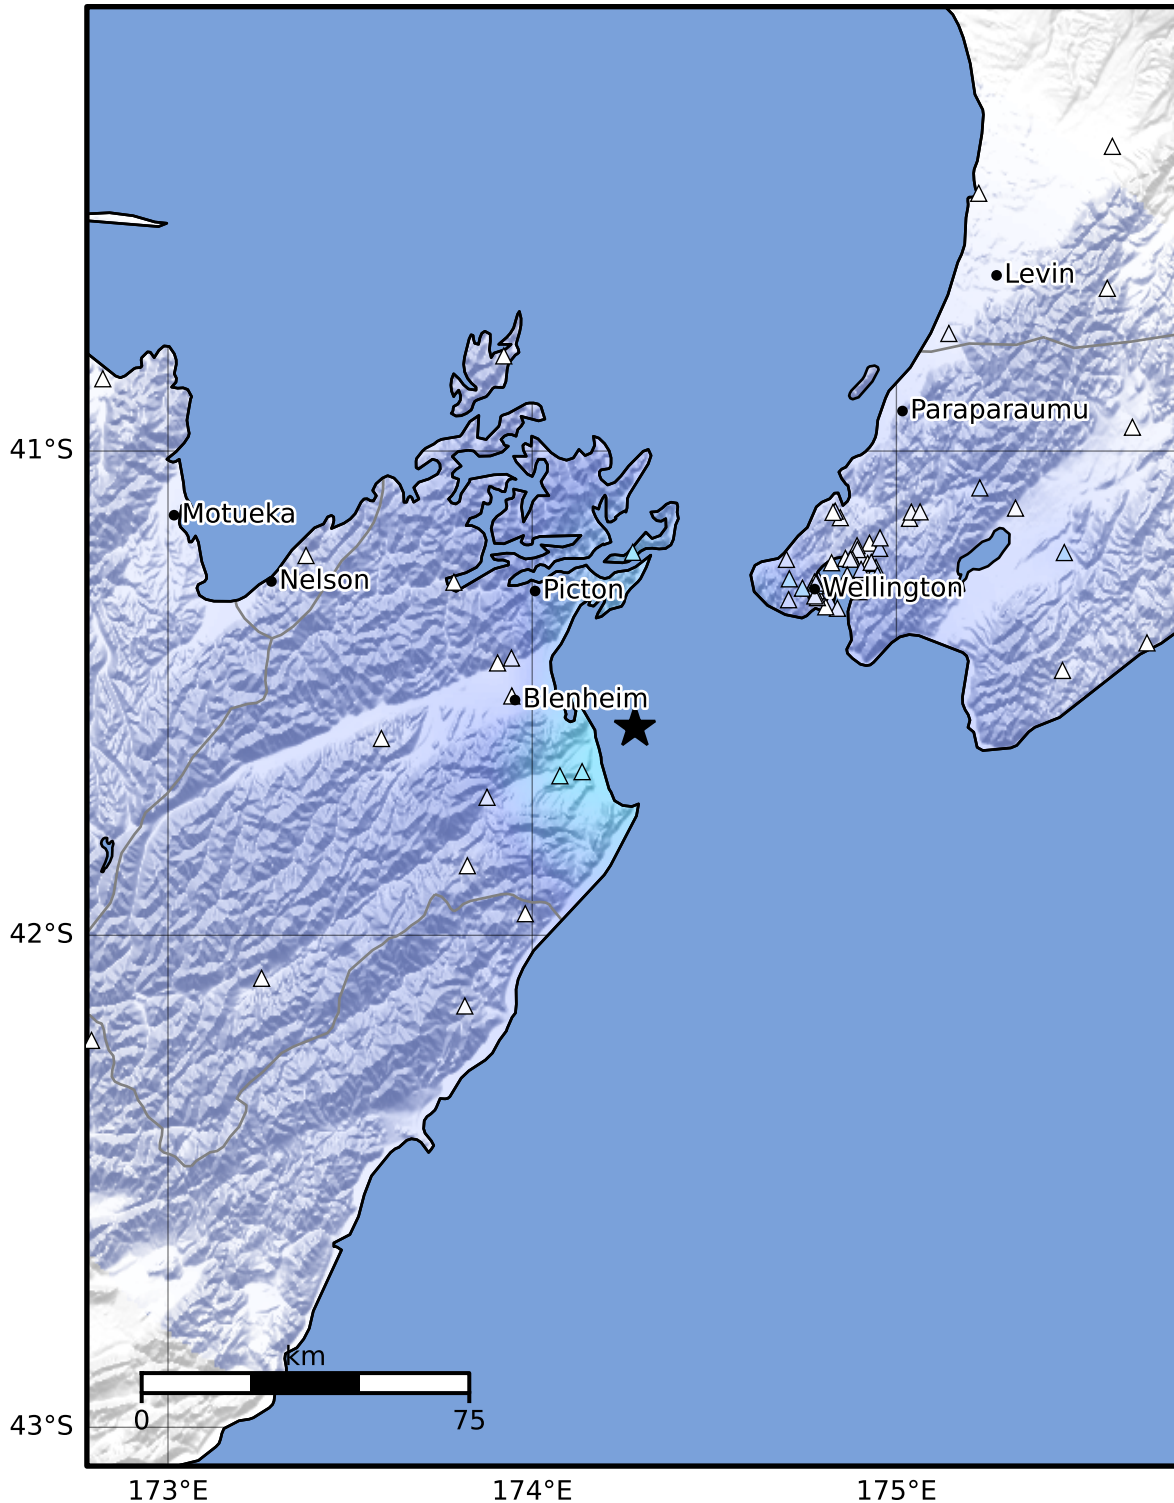 Levin
Paraparaumu
41°S
Motueka
Nelson
Picton
Wellington
Blenheim
42°S
km
0
75
43°S
173°E
174°E
175°E